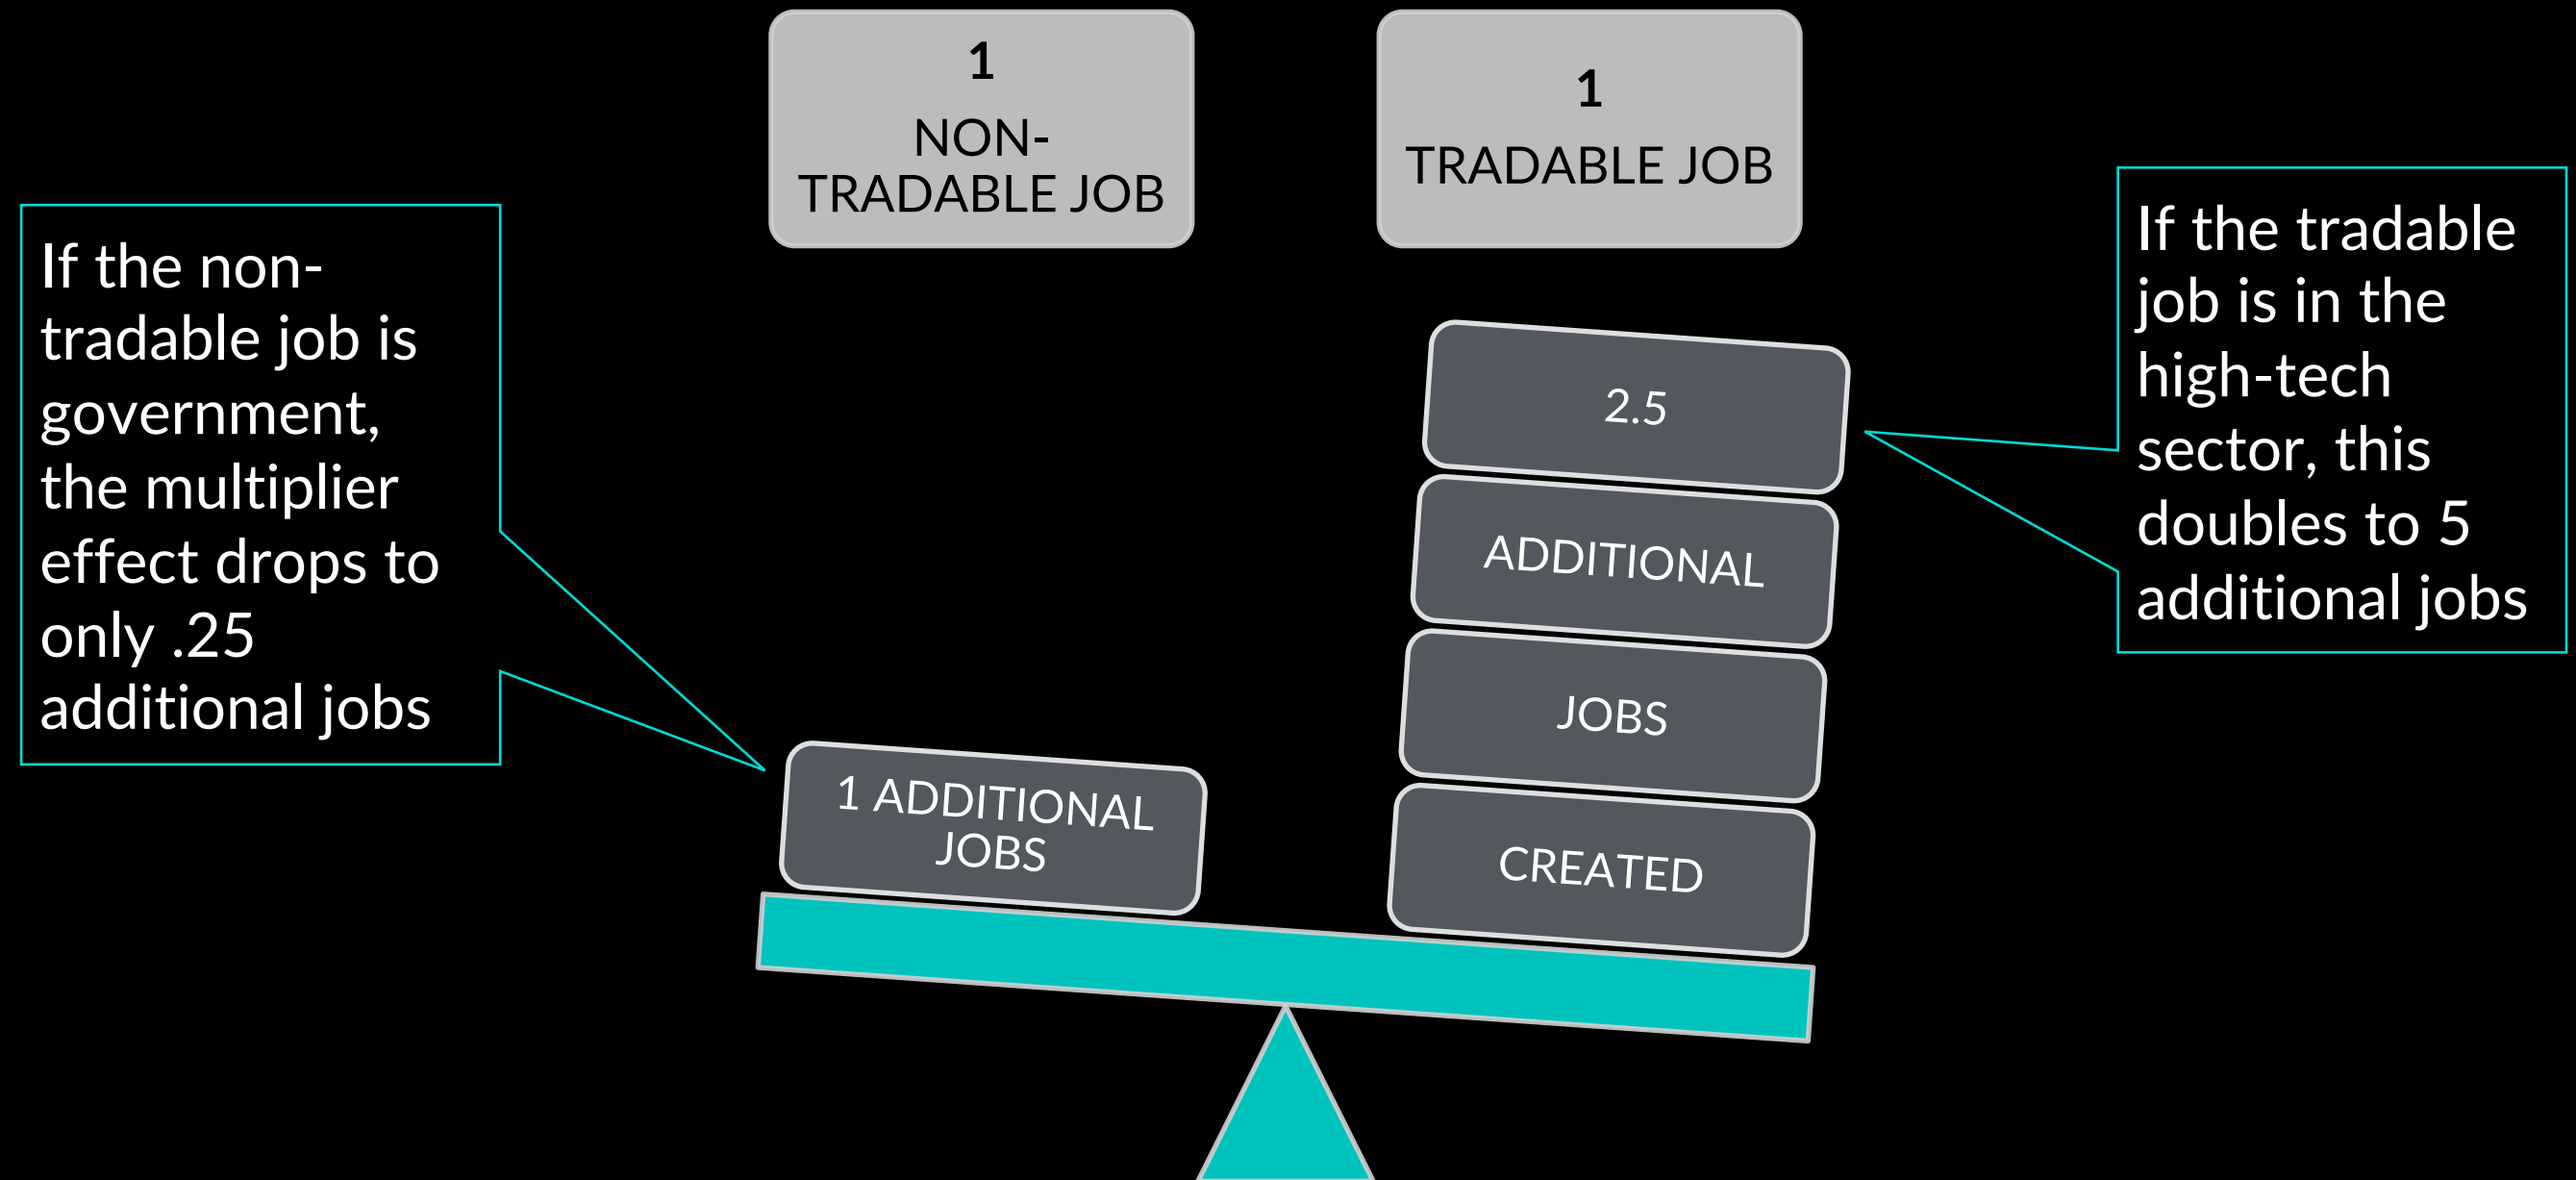 1
NON-
TRADABLE JOB
1
TRADABLE JOB
If the non-
tradable job is
government,
the multiplier
effect drops to
only .25
additional jobs
If the tradable
job is in the
high-tech
sector, this
doubles to 5
additional jobs
1 ADDITIONAL
JOBS
2.5
ADDITIONAL
JOBS
CREATED